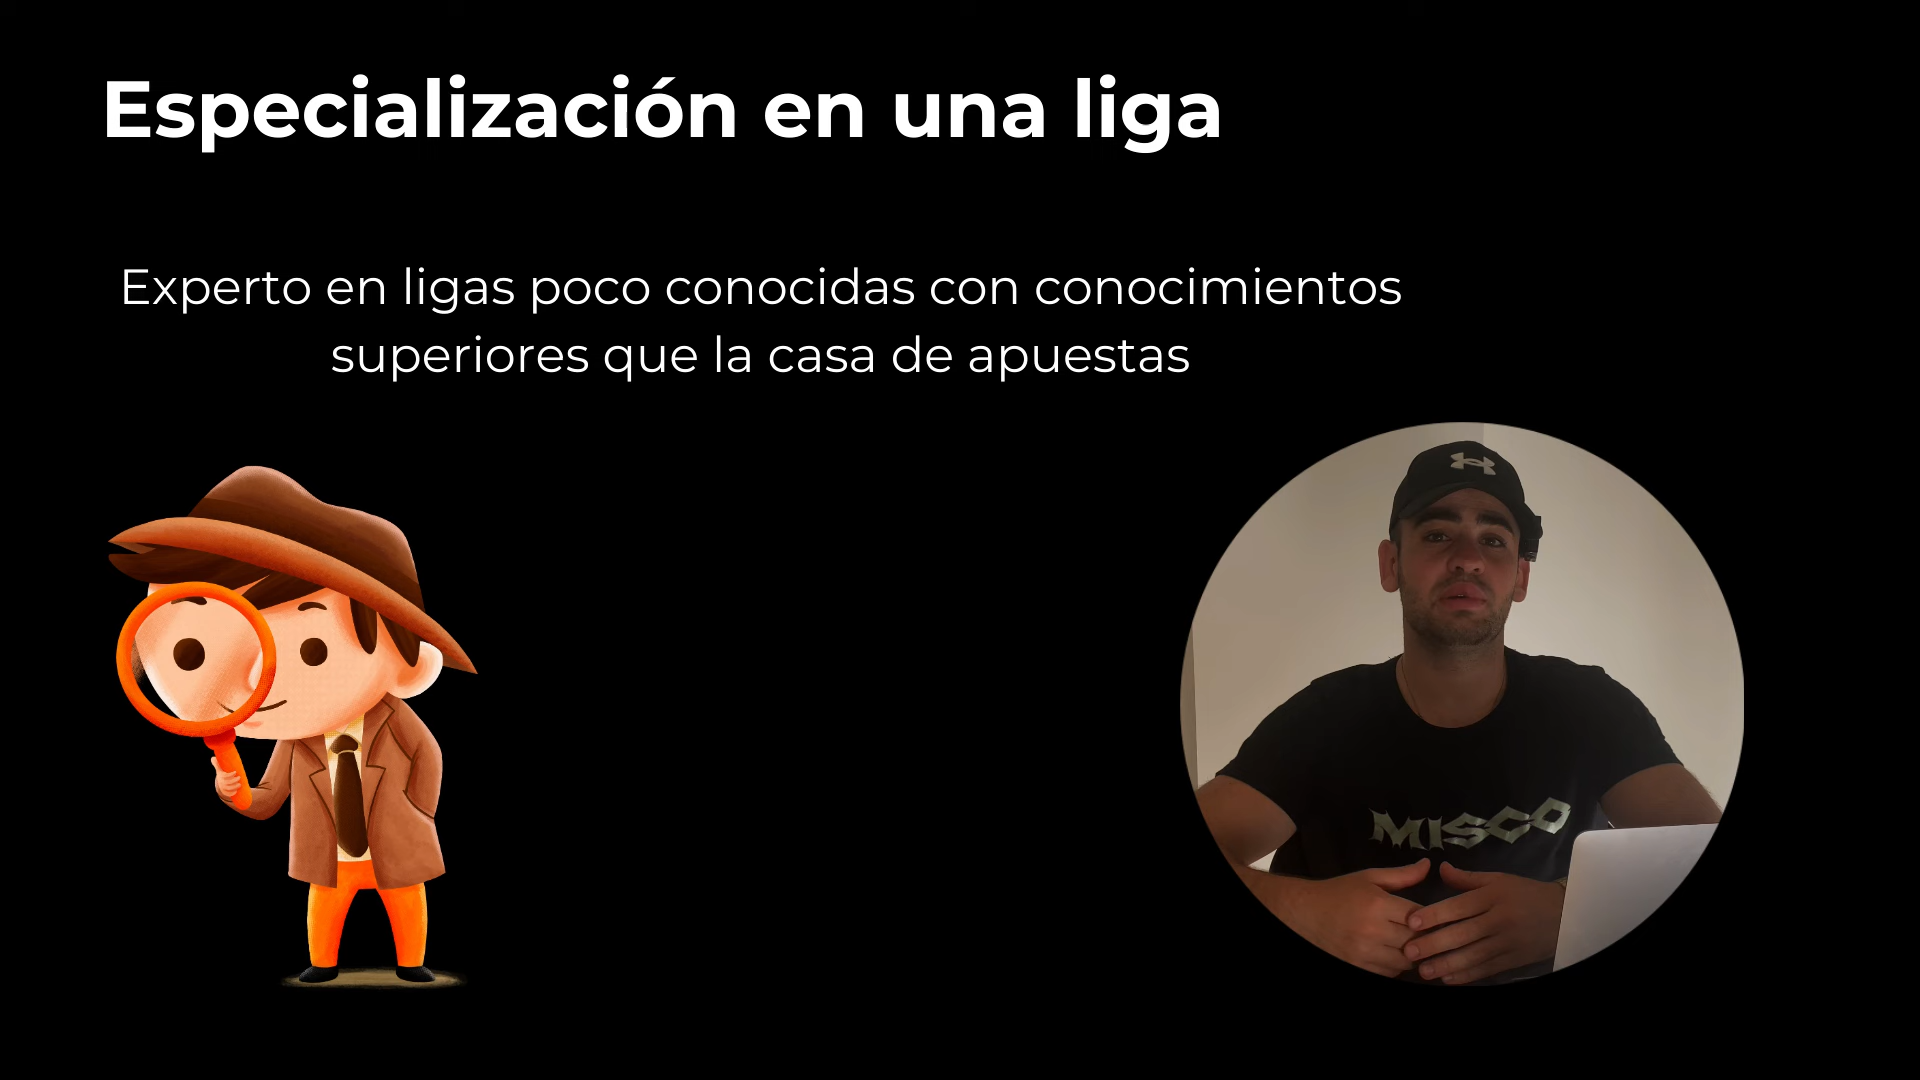 Especialización en una liga
Experto en ligas poco conocidas con conocimientos
superiores que la casa de apuestas
MISCO